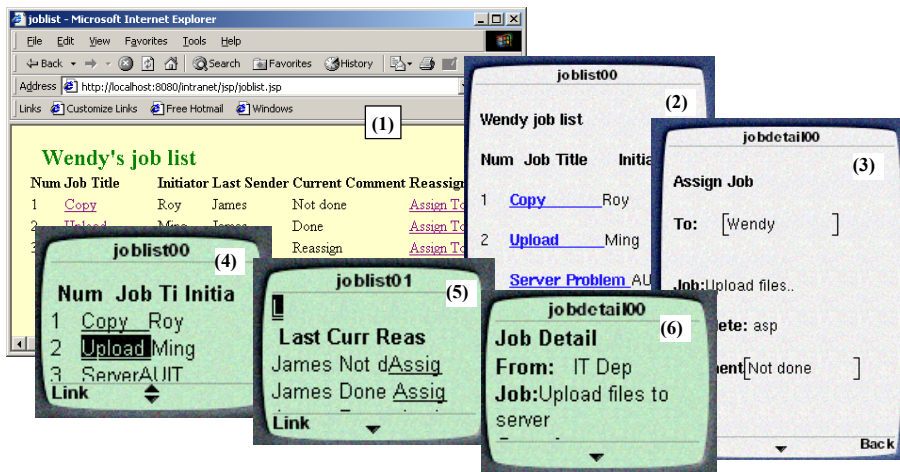 joblist - Microsoft Internet Explorer
File Edit View Favorites Tools Help
Back Search Favorites History
Address http://localhost:8080/intranet/jsp/joblist.jsp
Links Customize Links Free Hotmail Windows
(1)
Wendy's job list
Num Job Title Initiator Last Sender Current Comment Reassign
1 Copy Roy James Not done Assign To
2 Upload Ming James Done Assign To
3 Reassign Assign To
joblist00
(2)
Wendy job list
Num Job Title Initia
1 Copy Roy
2 Upload Ming
Server Problem AU
jobdetail00
(3)
Assign Job
To: [Wendy ]
Job:Upload files..
ete: asp
ent[Not done ]
Back
joblist00
(4)
Num Job Ti Initia
1 Copy Roy
2 Upload Ming
3 ServerAUIT
Link
joblist01
(5)
Last Curr Reas
James Not dAssig
James Done Assig
Link
jobdetail00
(6)
Job Detail
From: IT Dep
Job:Upload files to
server